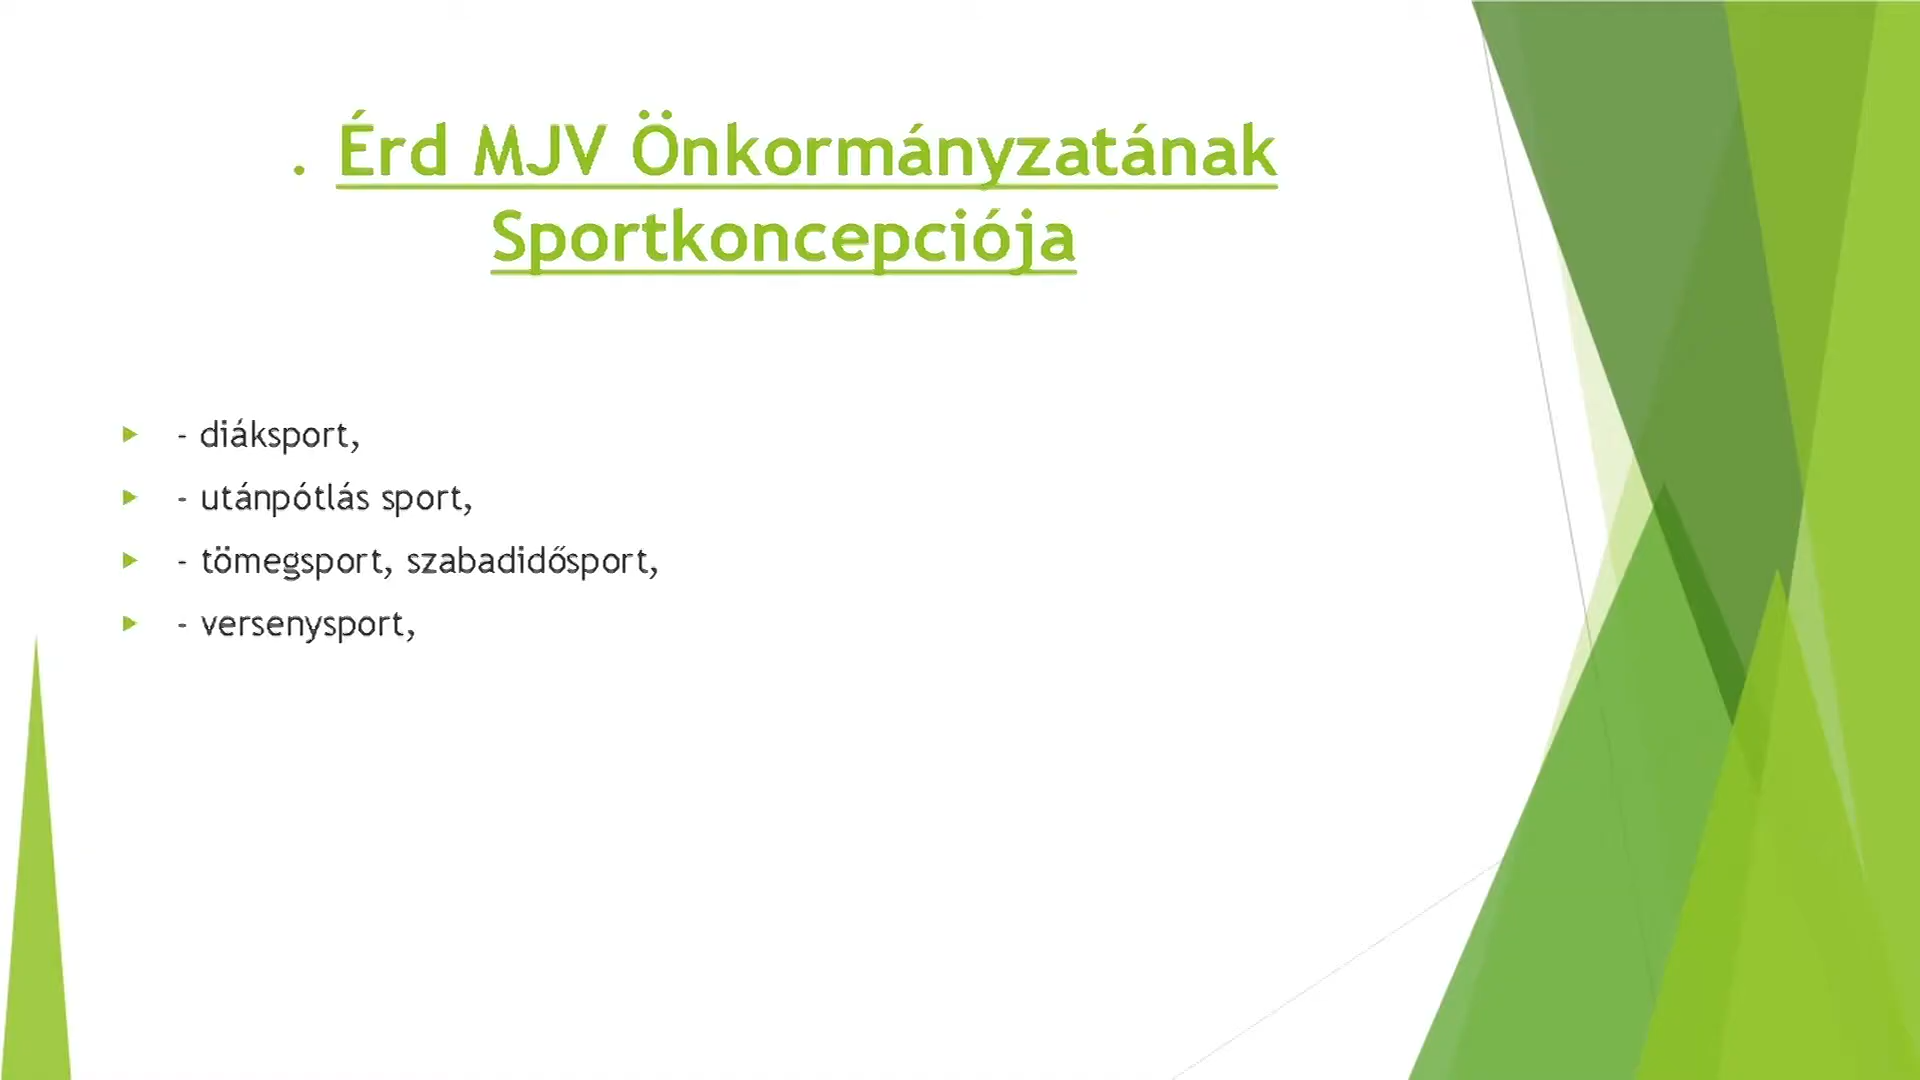 . Érd MJV Önkormányzatának
Sportkoncepciója
- diáksport,
- utánpótlás sport,
- tömegsport, szabadidősport,
- versenysport,